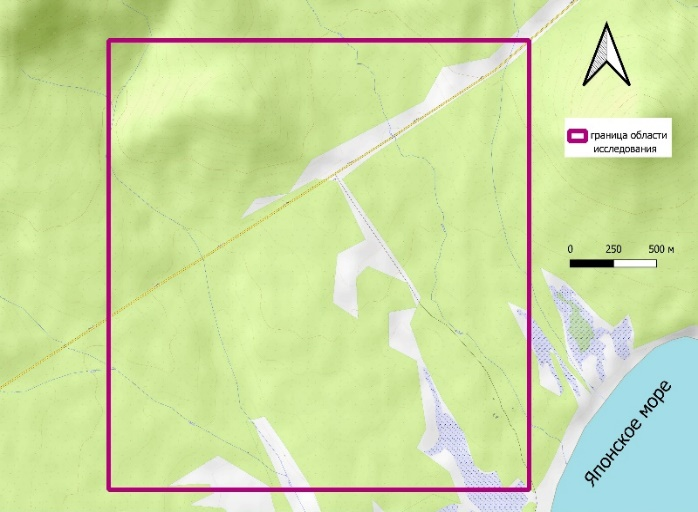 граница области
исследования
0 250 500 м
Японское море